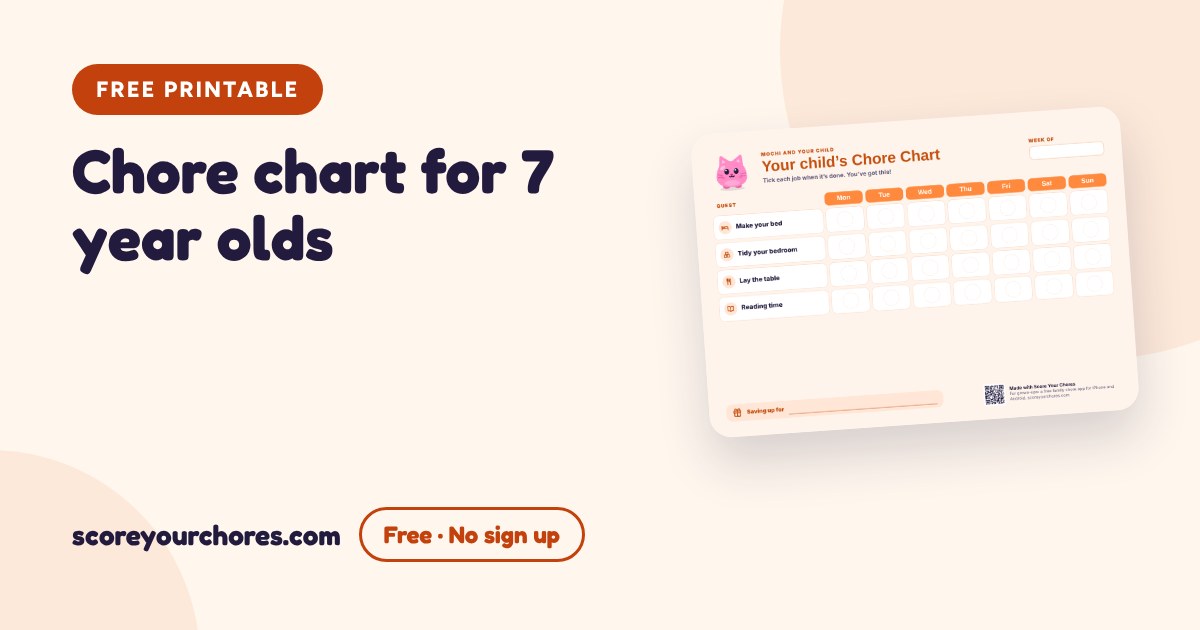 FREE PRINTABLE
Chore chart for 7
year olds
scoreyourchores.com
Free · No sign up
MOCHI AND YOUR CHILD
Your child's Chore Chart
Tick each job when it's done. You've got this!
WEEK OF
QUEST
Mon Tue Wed Thu Fri Sat Sun
Make your bed
Tidy your bedroom
Lay the table
Reading time
Saving up for
Made with Score Your Chores